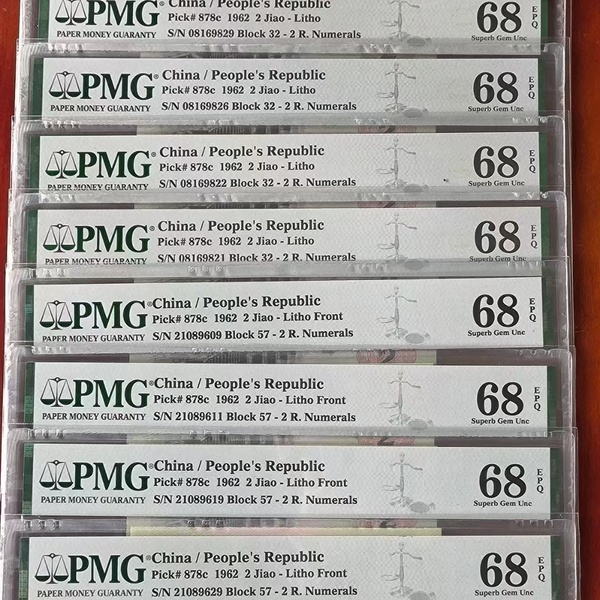 PMG
China / People's Republic
Pick# 878c 1962 2 Jiao - Litho
PAPER MONEY GUARANTY
S/N 08169829 Block 32 - 2 R. Numerals
68 EPQ
Superb Gem Unc
PMG
China / People's Republic
Pick# 878c 1962 2 Jiao - Litho
PAPER MONEY GUARANTY
S/N 08169826 Block 32 - 2 R. Numerals
68 EPQ
Superb Gem Unc
PMG
China / People's Republic
Pick# 878c 1962 2 Jiao - Litho
PAPER MONEY GUARANTY
S/N 08169822 Block 32 - 2 R. Numerals
68 EPQ
Superb Gem Unc
PMG
China / People's Republic
Pick# 878c 1962 2 Jiao - Litho
PAPER MONEY GUARANTY
S/N 08169821 Block 32 - 2 R. Numerals
68 EPQ
Superb Gem Unc
PMG
China / People's Republic
Pick# 878c 1962 2 Jiao - Litho Front
PAPER MONEY GUARANTY
S/N 21089609 Block 57 - 2 R. Numerals
68 EPQ
Superb Gem Unc
PMG
China / People's Republic
Pick# 878c 1962 2 Jiao - Litho Front
PAPER MONEY GUARANTY
S/N 21089611 Block 57 - 2 R. Numerals
68 EPQ
Superb Gem Unc
PMG
China / People's Republic
Pick# 878c 1962 2 Jiao - Litho Front
PAPER MONEY GUARANTY
S/N 21089619 Block 57 - 2 R. Numerals
68 EPQ
Superb Gem Unc
PMG
China / People's Republic
Pick# 878c 1962 2 Jiao - Litho Front
PAPER MONEY GUARANTY
S/N 21089629 Block 57 - 2 R. Numerals
68 EPQ
Superb Gem Unc